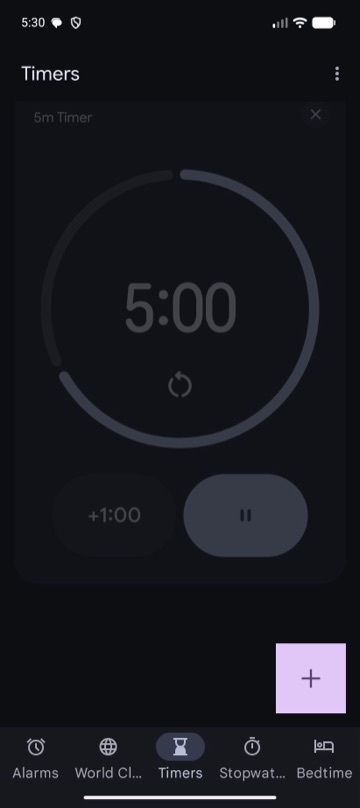 5:30
Timers
5m Timer
5:00
+1:00
Alarms
World Cl...
Timers
Stopwat...
Bedtime